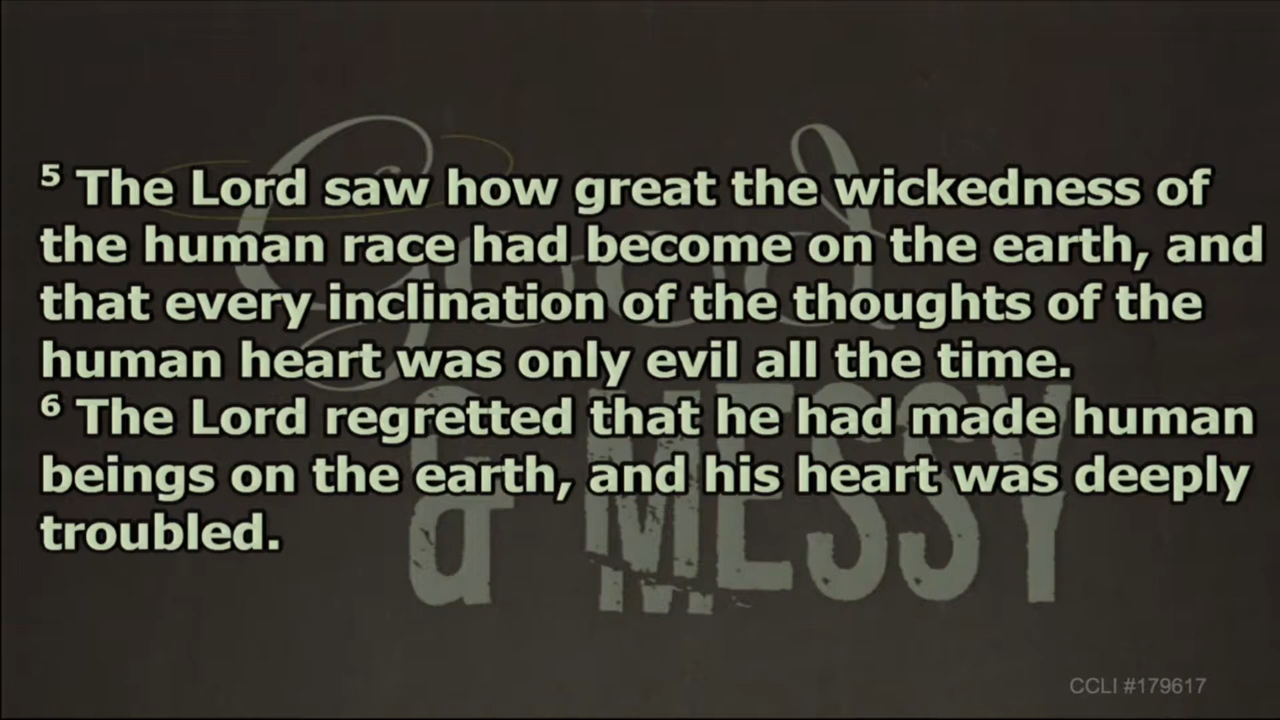 ⁵ The Lord saw how great the wickedness of
the human race had become on the earth, and
that every inclination of the thoughts of the
human heart was only evil all the time.
⁶ The Lord regretted that he had made human
beings on the earth, and his heart was deeply
troubled.
Good
& MESSY
CCLI #179617